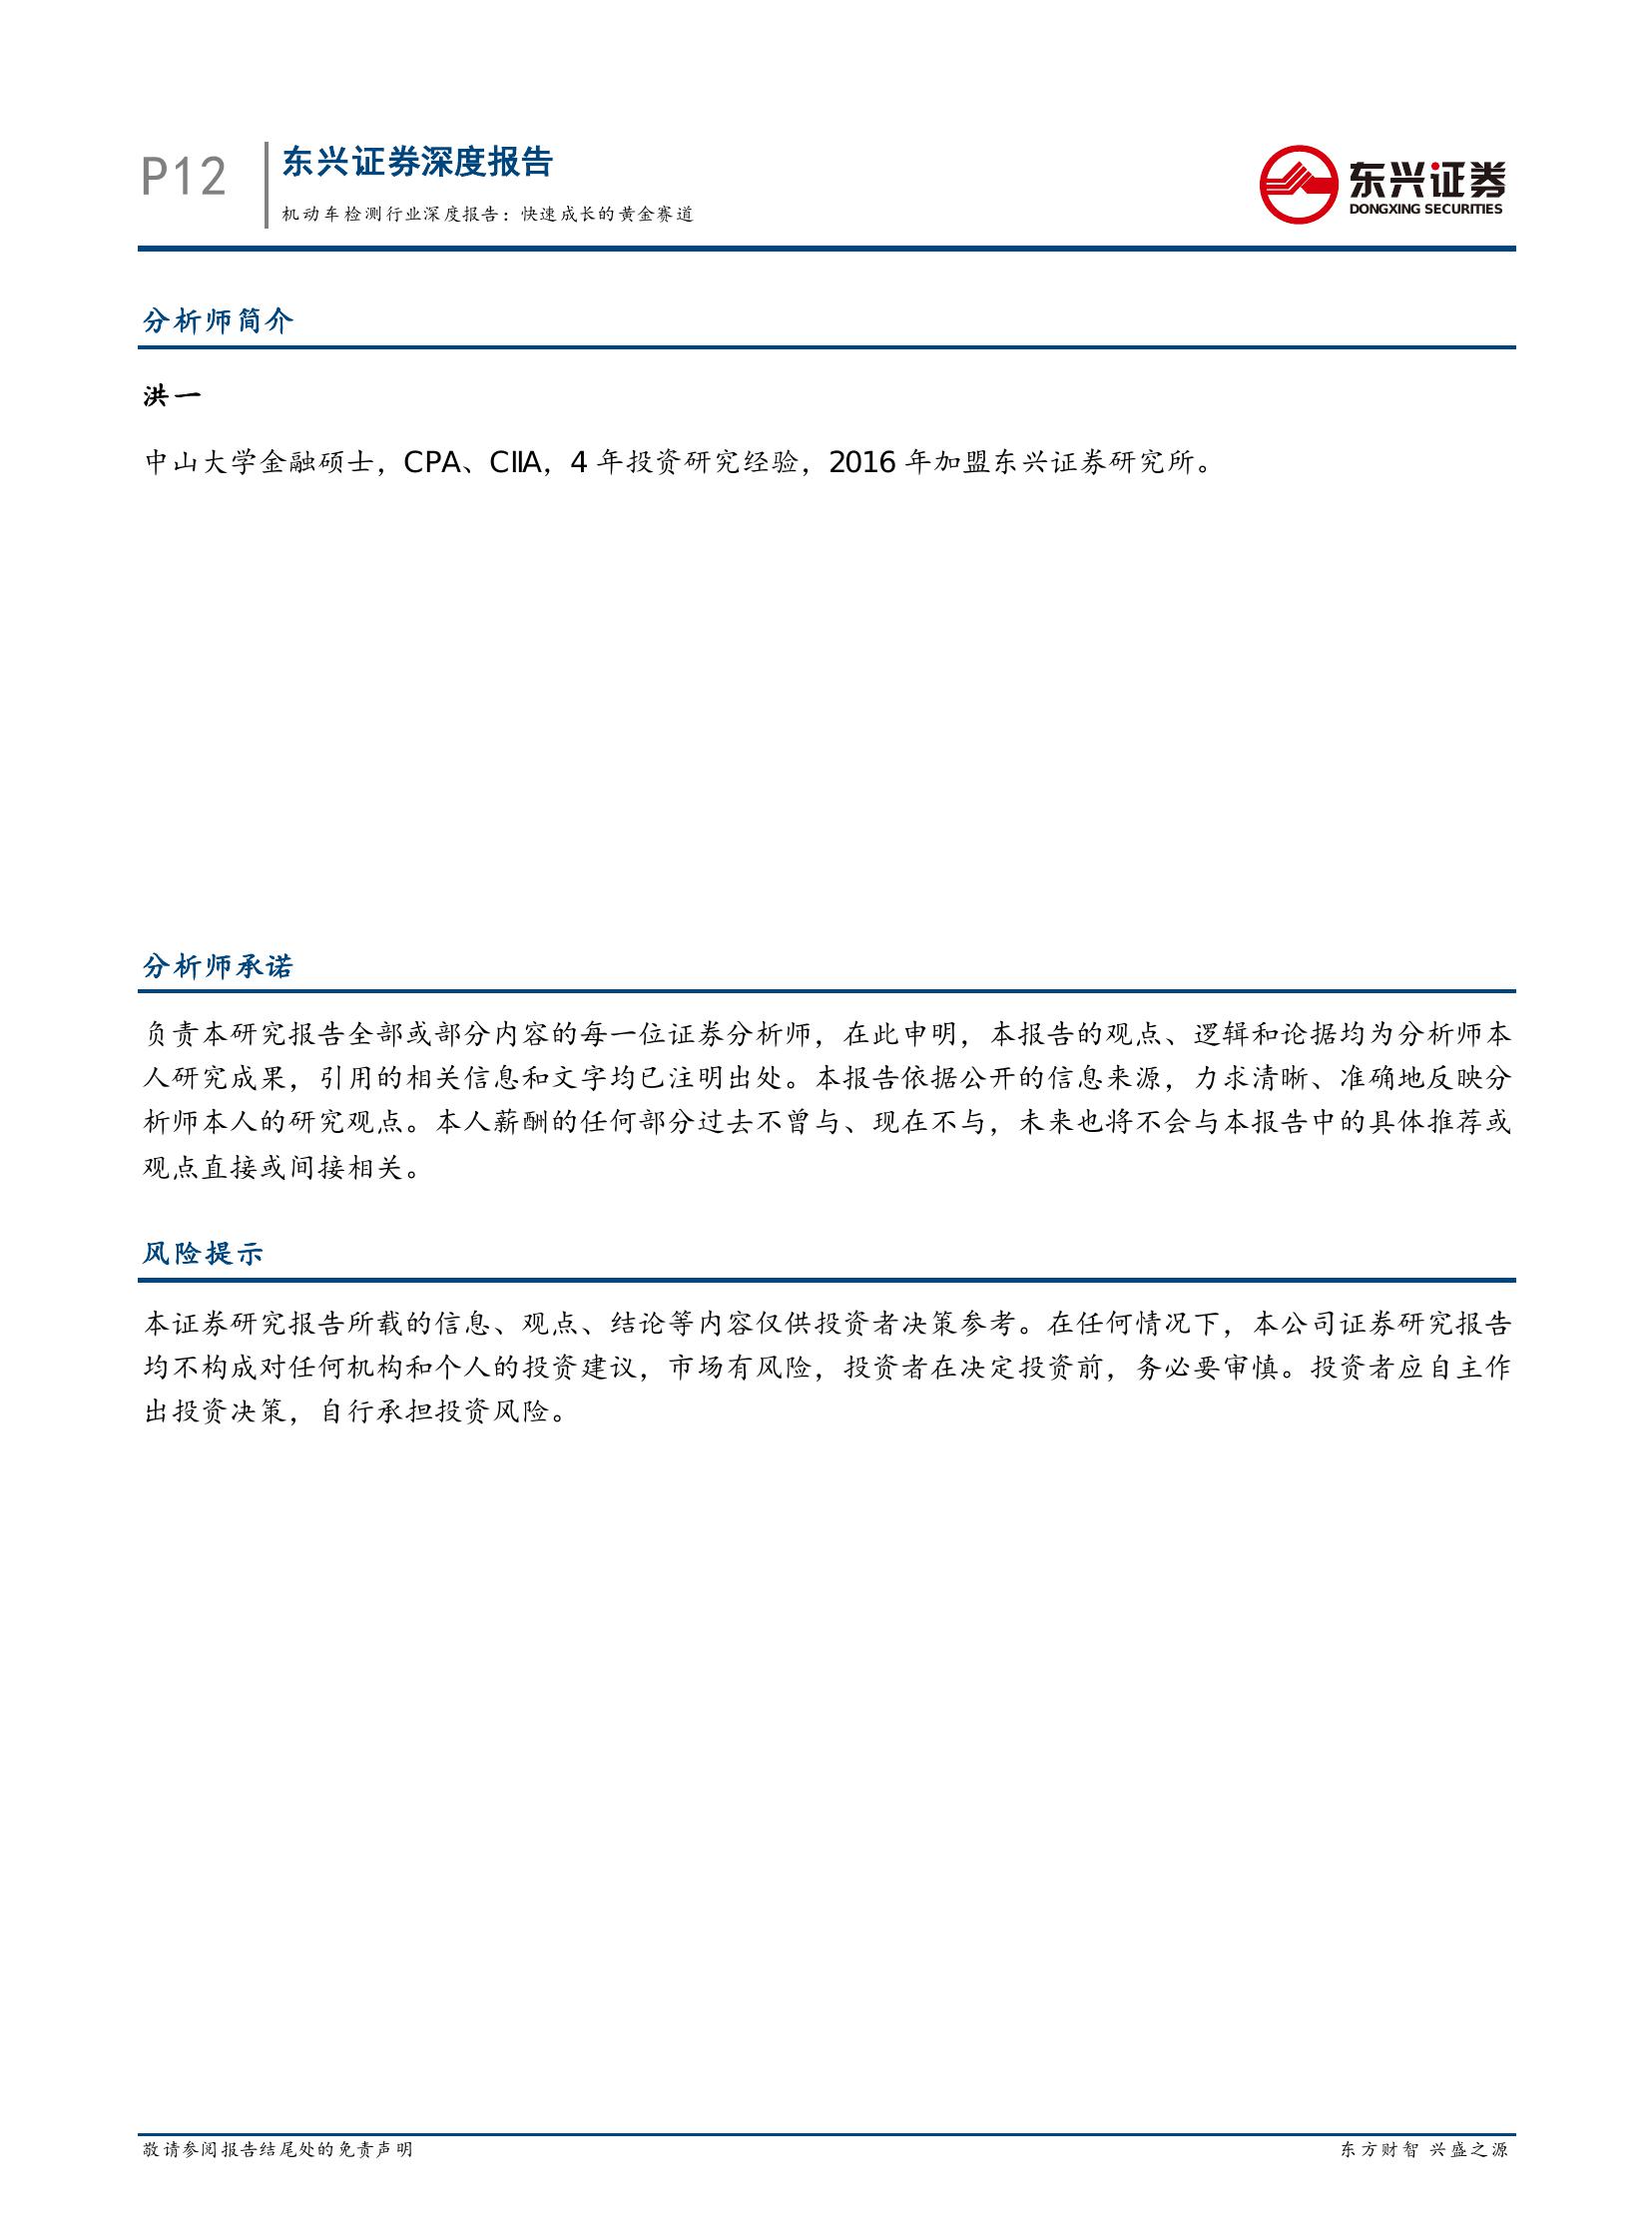 P12
东兴证券深度报告
机动车检测行业深度报告：快速成长的黄金赛道
东兴证券
DONGXING SECURITIES
分析师简介
洪一
中山大学金融硕士，CPA、CIIA，4 年投资研究经验，2016 年加盟东兴证券研究所。
分析师承诺
负责本研究报告全部或部分内容的每一位证券分析师，在此申明，本报告的观点、逻辑和论据均为分析师本
人研究成果，引用的相关信息和文字均已注明出处。本报告依据公开的信息来源，力求清晰、准确地反映分
析师本人的研究观点。本人薪酬的任何部分过去不曾与、现在不与，未来也将不会与本报告中的具体推荐或
观点直接或间接相关。
风险提示
本证券研究报告所载的信息、观点、结论等内容仅供投资者决策参考。在任何情况下，本公司证券研究报告
均不构成对任何机构和个人的投资建议，市场有风险，投资者在决定投资前，务必要审慎。投资者应自主作
出投资决策，自行承担投资风险。
敬请参阅报告结尾处的免责声明
东方财智 兴盛之源